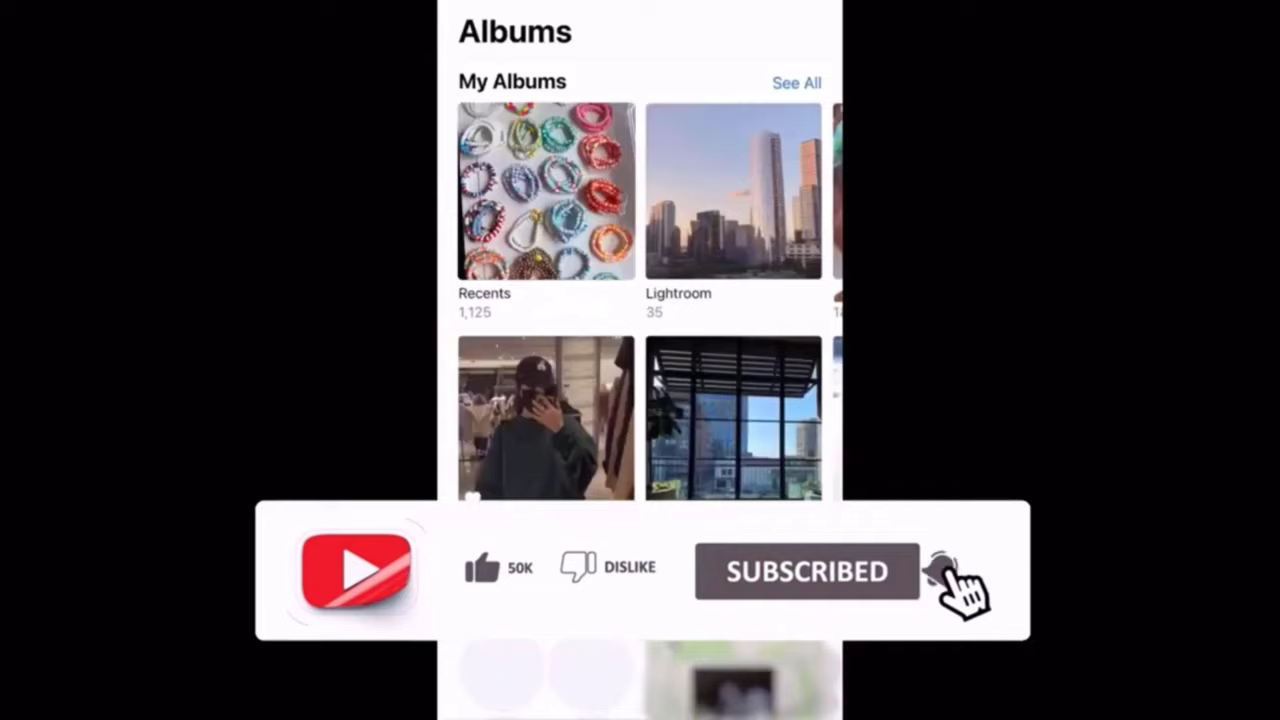 Albums
My Albums See All
Recents Lightroom
1,125 35
50K DISLIKE SUBSCRIBED